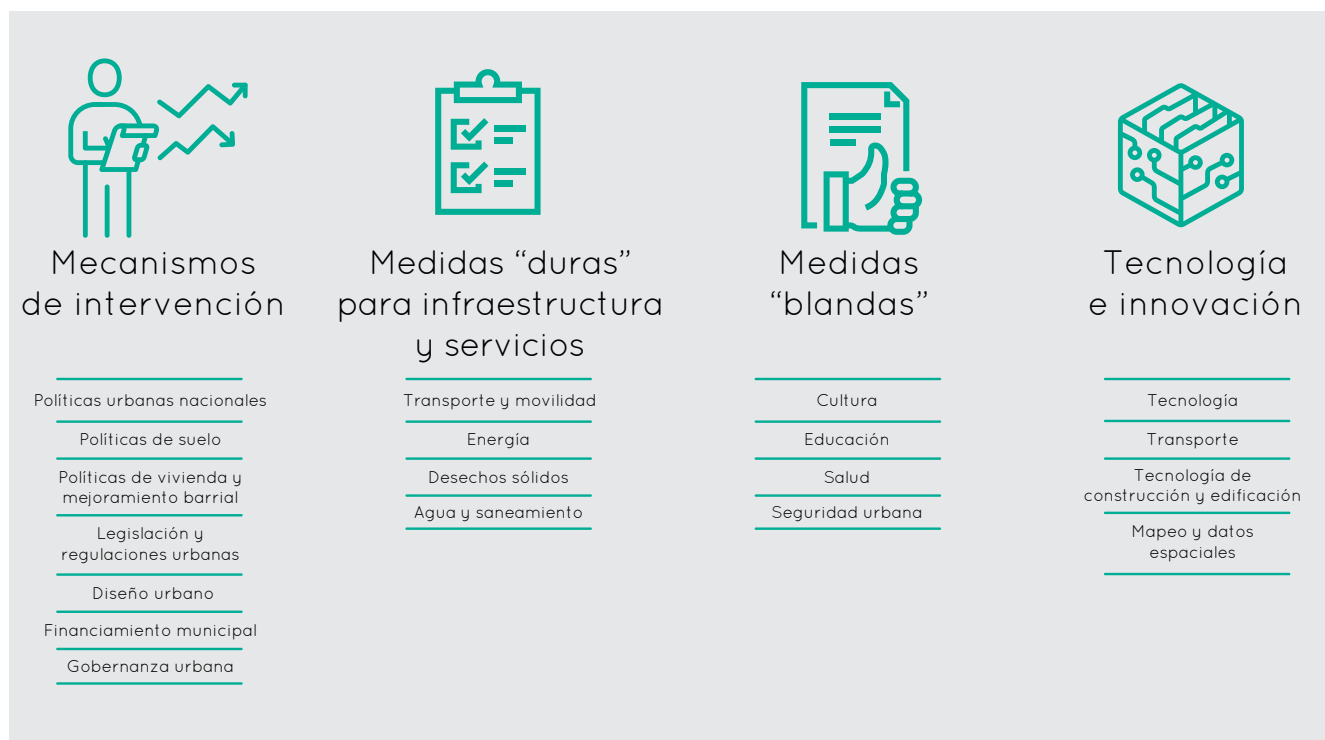 Mecanismos
de intervención
Políticas urbanas nacionales
Políticas de suelo
Políticas de vivienda y
mejoramiento barrial
Legislación y
regulaciones urbanas
Diseño urbano
Financiamiento municipal
Gobernanza urbana
Medidas “duras”
para infraestructura
y servicios
Transporte y movilidad
Energía
Desechos sólidos
Agua y saneamiento
Medidas
“blandas”
Cultura
Educación
Salud
Seguridad urbana
Tecnología
e innovación
Tecnología
Transporte
Tecnología de
construcción y edificación
Mapeo y datos
espaciales